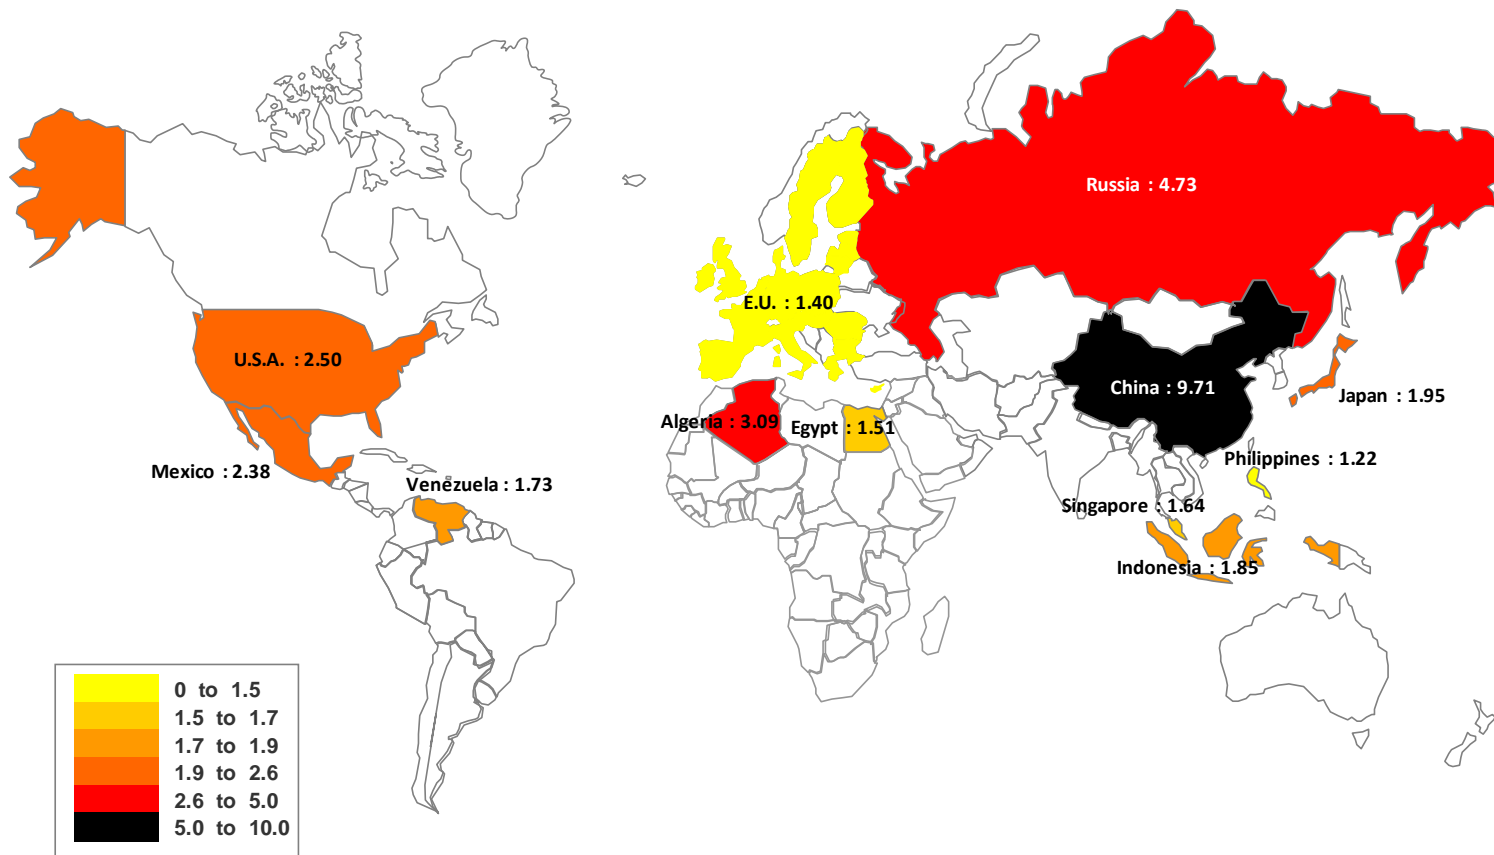 Russia : 4.73
E.U. : 1.40
U.S.A. : 2.50
China : 9.71
Japan : 1.95
Algeria : 3.09
Egypt : 1.51
Mexico : 2.38
Philippines : 1.22
Venezuela : 1.73
Singapore : 1.64
Indonesia : 1.85
0 to 1.5
1.5 to 1.7
1.7 to 1.9
1.9 to 2.6
2.6 to 5.0
5.0 to 10.0